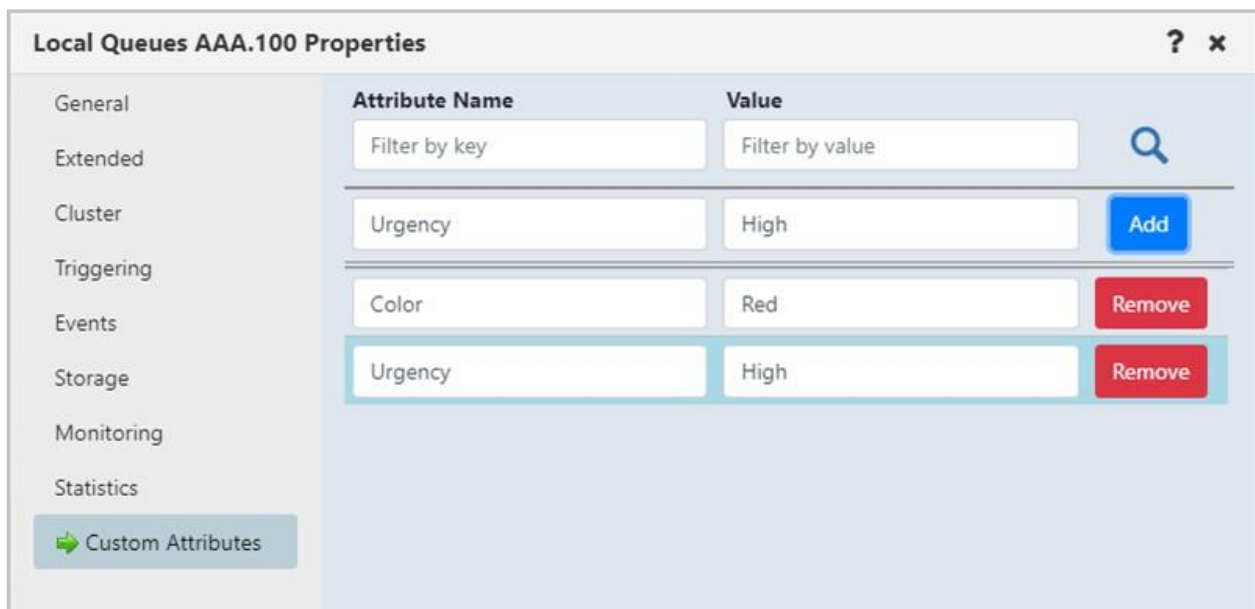 Local Queues AAA.100 Properties ? ×
General
Extended
Cluster
Triggering
Events
Storage
Monitoring
Statistics
Custom Attributes
Attribute Name Value
Filter by key Filter by value
Urgency High Add
Color Red Remove
Urgency High Remove